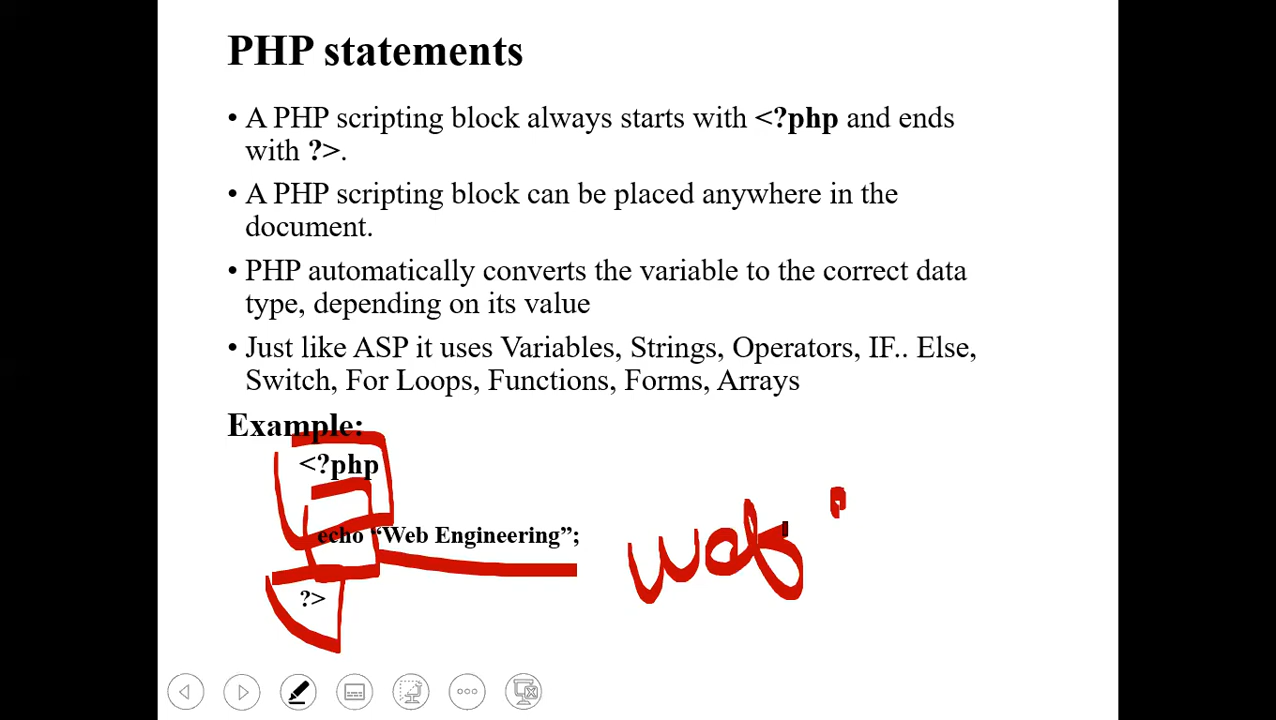 PHP statements
• A PHP scripting block always starts with <?php and ends
with ?>.
• A PHP scripting block can be placed anywhere in the
document.
• PHP automatically converts the variable to the correct data
type, depending on its value
• Just like ASP it uses Variables, Strings, Operators, IF.. Else,
Switch, For Loops, Functions, Forms, Arrays
Example:
<?php
echo “Web Engineering”; web
?>